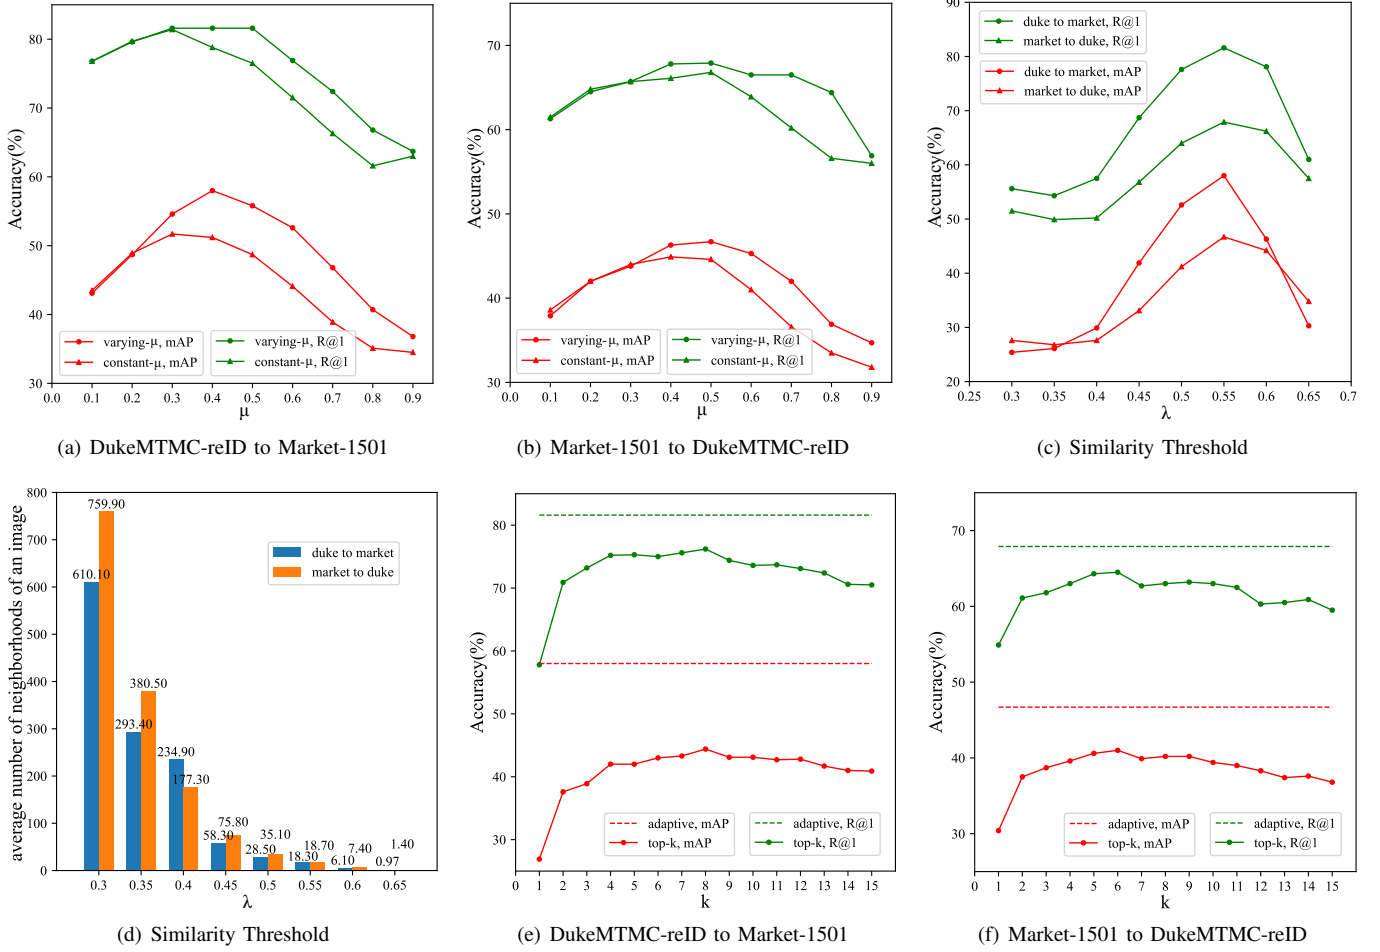 80
70
60
50
40
30
Accuracy(%)
varying-μ, mAP
constant-μ, mAP
varying-μ, R@1
constant-μ, R@1
0.1 0.2 0.3 0.4 0.5 0.6 0.7 0.8 0.9
μ
(a) DukeMTMC-reID to Market-1501
70
60
50
40
30
Accuracy(%)
varying-μ, mAP
constant-μ, mAP
varying-μ, R@1
constant-μ, R@1
0.1 0.2 0.3 0.4 0.5 0.6 0.7 0.8 0.9
μ
(b) Market-1501 to DukeMTMC-reID
90
80
70
60
50
40
30
20
Accuracy(%)
duke to market, R@1
market to duke, R@1
duke to market, mAP
market to duke, mAP
0.25 0.3 0.35 0.4 0.45 0.5 0.55 0.6 0.65 0.7
λ
(c) Similarity Threshold
800
700
600
500
400
300
200
100
0
average number of neighborhoods of an image
duke to market
market to duke
759.90
610.10
380.50
293.40
234.90
177.30
75.80
58.30
35.10
28.50
18.70
18.30
7.40
6.10
1.40
0.97
0.3 0.35 0.4 0.45 0.5 0.55 0.6 0.65
λ
(d) Similarity Threshold
80
70
60
50
40
30
Accuracy(%)
adaptive, mAP
top-k, mAP
adaptive, R@1
top-k, R@1
0 1 2 3 4 5 6 7 8 9 10 11 12 13 14 15
k
(e) DukeMTMC-reID to Market-1501
70
60
50
40
30
Accuracy(%)
adaptive, mAP
top-k, mAP
adaptive, R@1
top-k, R@1
0 1 2 3 4 5 6 7 8 9 10 11 12 13 14 15
k
(f) Market-1501 to DukeMTMC-reID